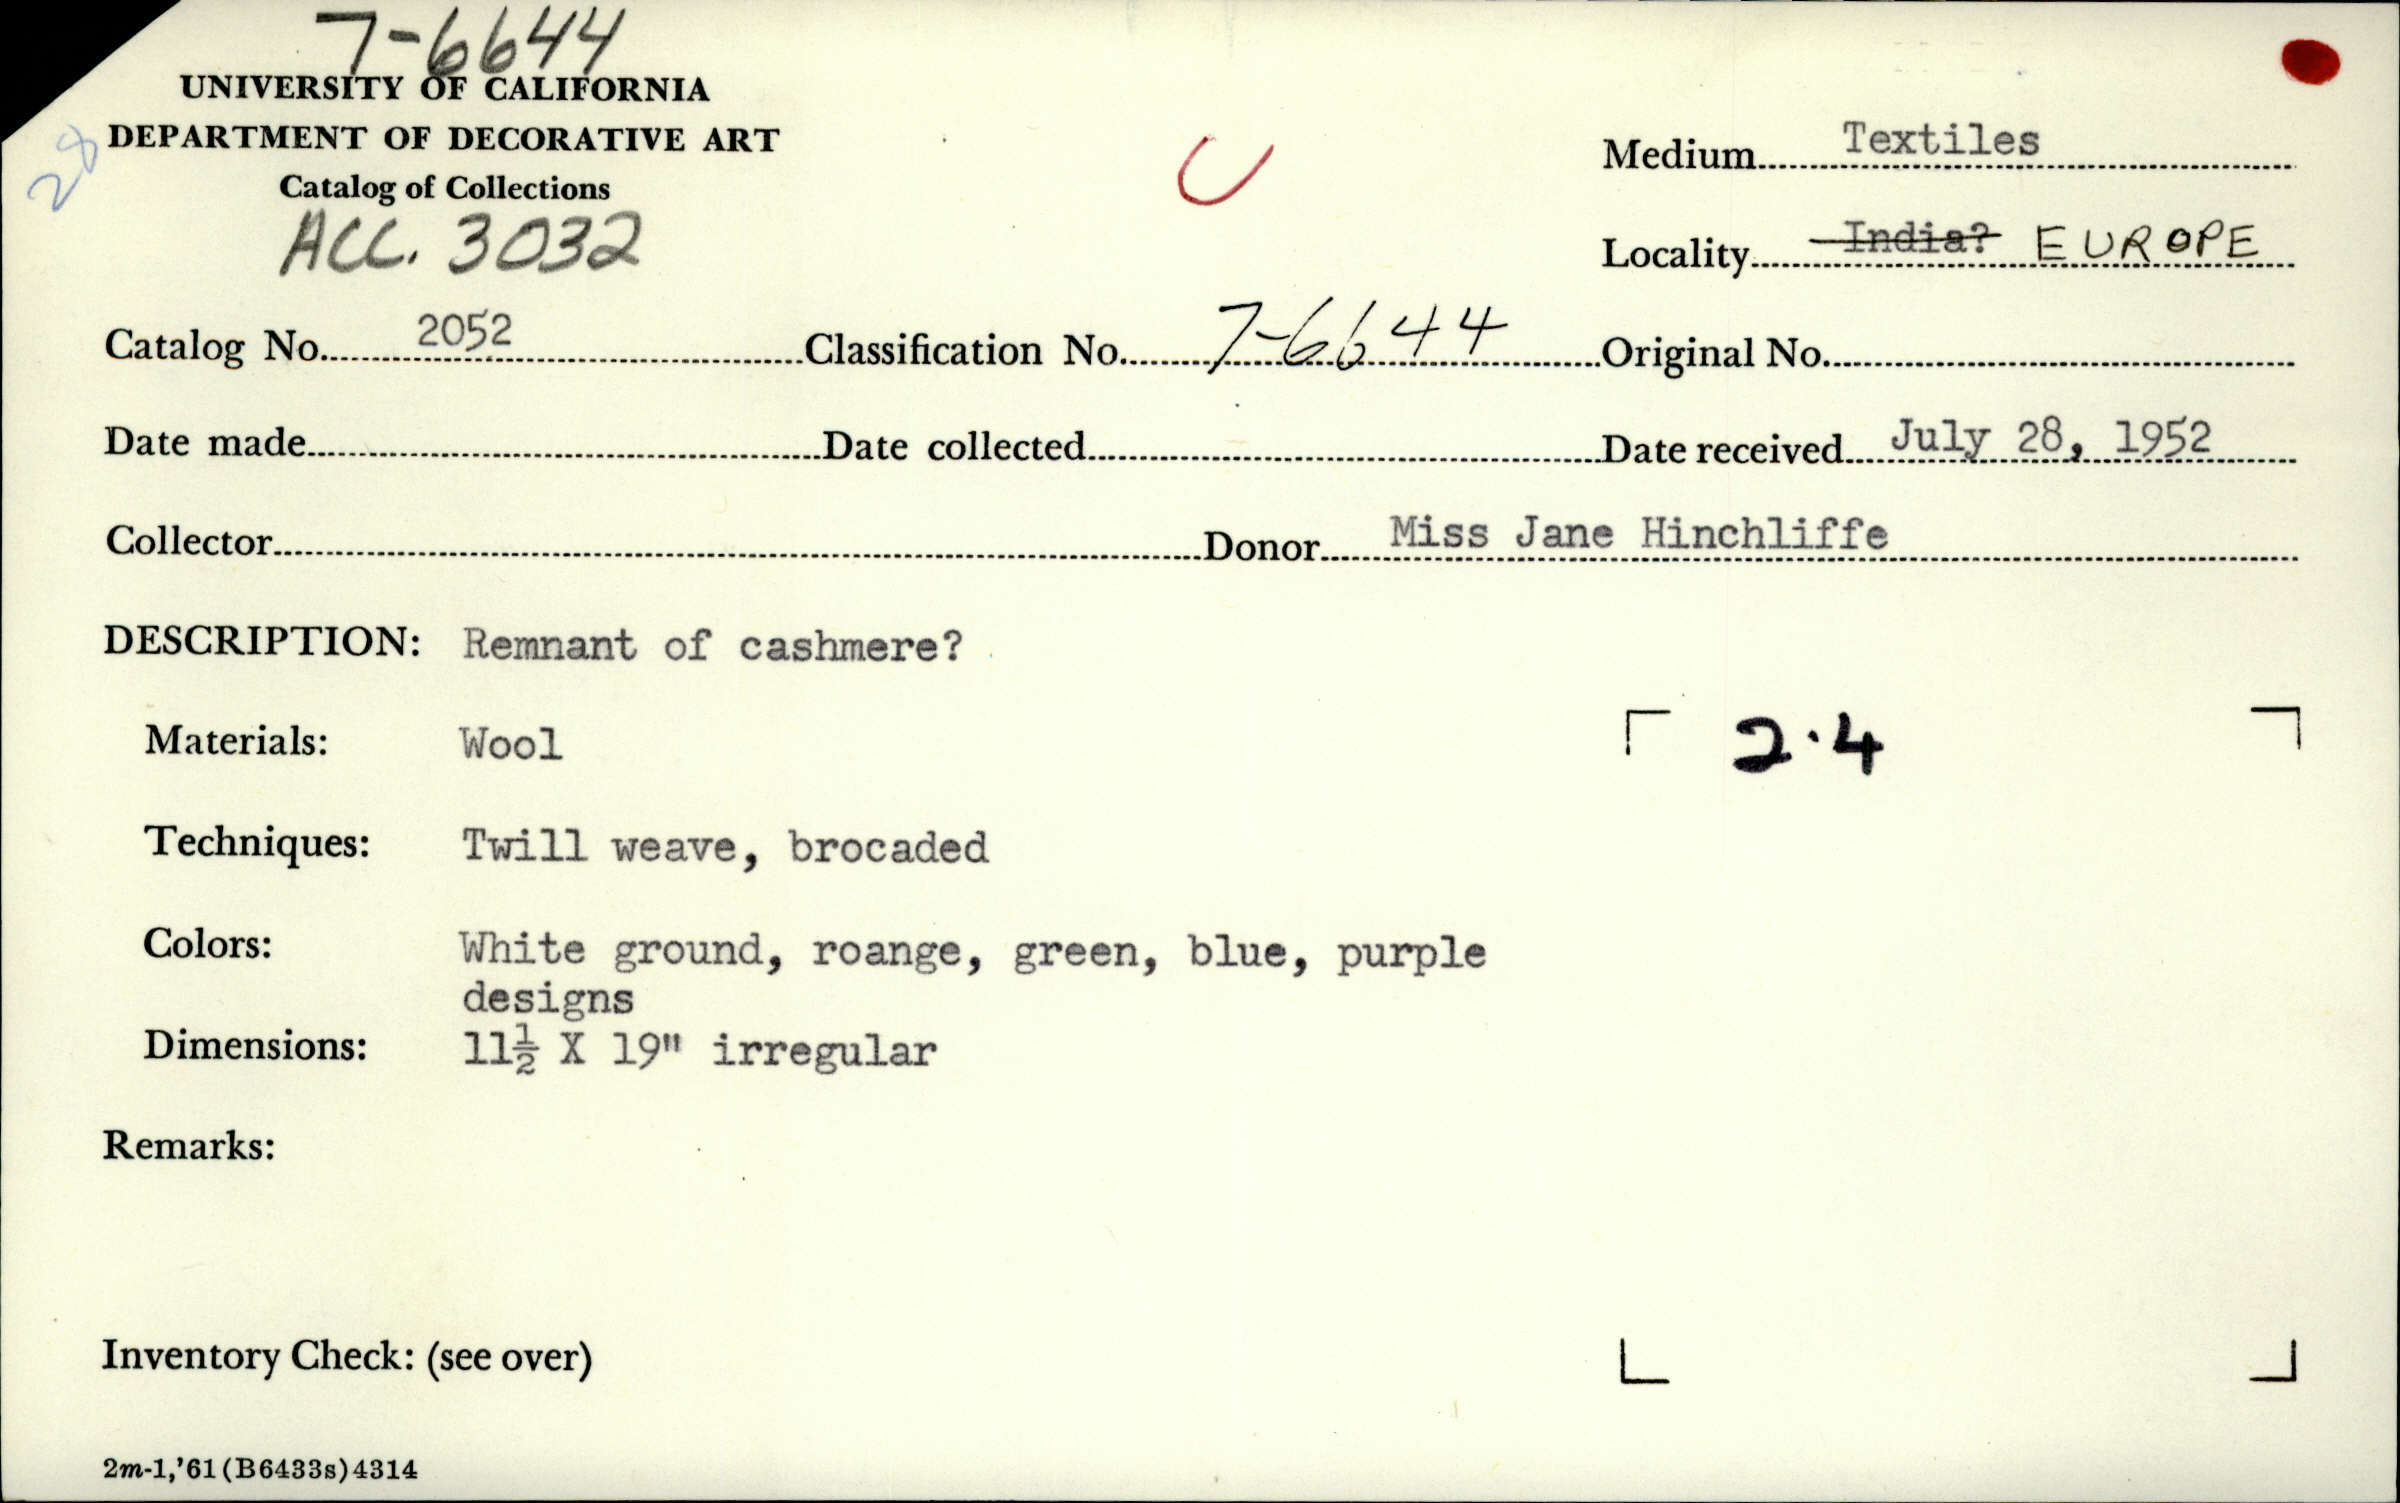 7-6644
UNIVERSITY OF CALIFORNIA
DEPARTMENT OF DECORATIVE ART
28
Catalog of Collections
ACC. 3032
U
Medium Textiles
Locality India? EUROPE
Catalog No. 2052 Classification No. 7-6644 Original No.
Date made Date collected Date received July 28, 1952
Collector Donor Miss Jane Hinchliffe
DESCRIPTION: Remnant of cashmere?
Materials: Wool
2.4
Techniques: Twill weave, brocaded
Colors: White ground, roange, green, blue, purple
designs
Dimensions: 11½ X 19" irregular
Remarks:
Inventory Check: (see over)
2m-1,'61(B6433s)4314